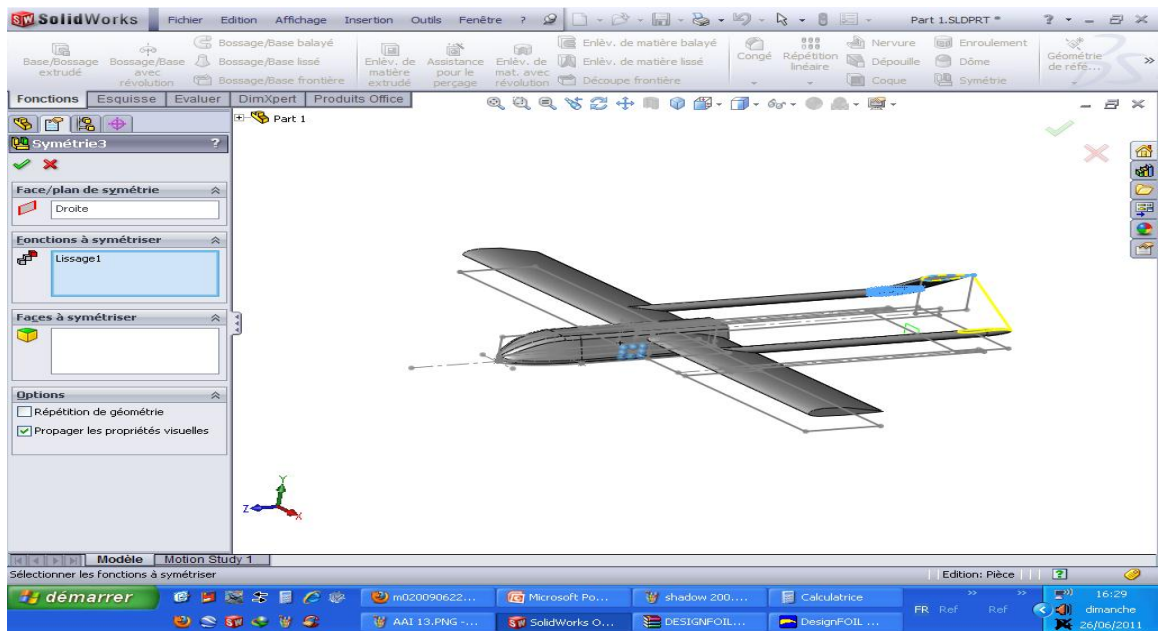 SolidWorks Fichier Edition Affichage Insertion Outils Fenêtre ? Part 1.SLDPRT * ?
Base/Bossage extrudé
Bossage/Base avec révolution
Bossage/Base balayé
Bossage/Base lissé
Bossage/Base frontière
Enlèv. de matière extrudé
Assistance pour le perçage
Enlèv. de mat. avec révolution
Enlèv. de matière balayé
Enlèv. de matière lissé
Découpe frontière
Congé
Répétition linéaire
Nervure
Dépouille
Coque
Enroulement
Dôme
Symétrie
Géométrie de réfé...
»
Fonctions Esquisse Evaluer DimXpert Produits Office
Part 1
Symétrie3 ?
Face/plan de symétrie
Droite
Fonctions à symétriser
Lissage1
Faces à symétriser
Options
Répétition de géométrie
Propager les propriétés visuelles
Y
Z
X
Modèle Motion Study 1
Sélectionner les fonctions à symétriser Edition: Pièce
démarrer m020090622... Microsoft Po... shadow 200.... Calculatrice
AAI 13.PNG -... SolidWorks O... DESIGNFOIL... DesignFOIL ...
FR Ref Ref
16:29
dimanche
26/06/2011